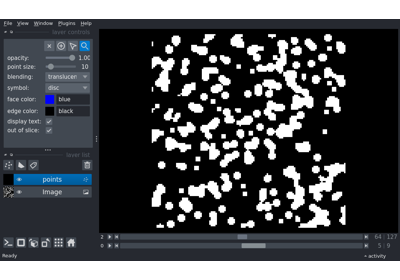 File View Window Plugins Help
layer controls
opacity: 1.00
point size: 10
blending: translucen
symbol: disc
face color: blue
edge color: black
display text:
out of slice:
layer list
points
Image
2 64 127
0 5 9
Ready activity